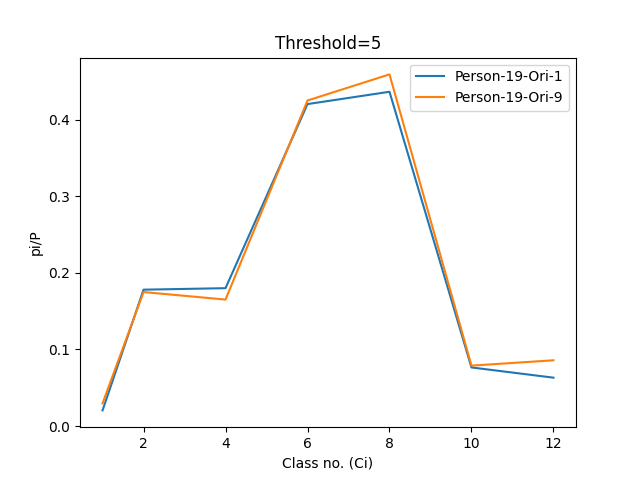 Threshold=5
Person-19-Ori-1
Person-19-Ori-9
pi/P
0.4
0.3
0.2
0.1
0.0
2 4 6 8 10 12
Class no. (Ci)